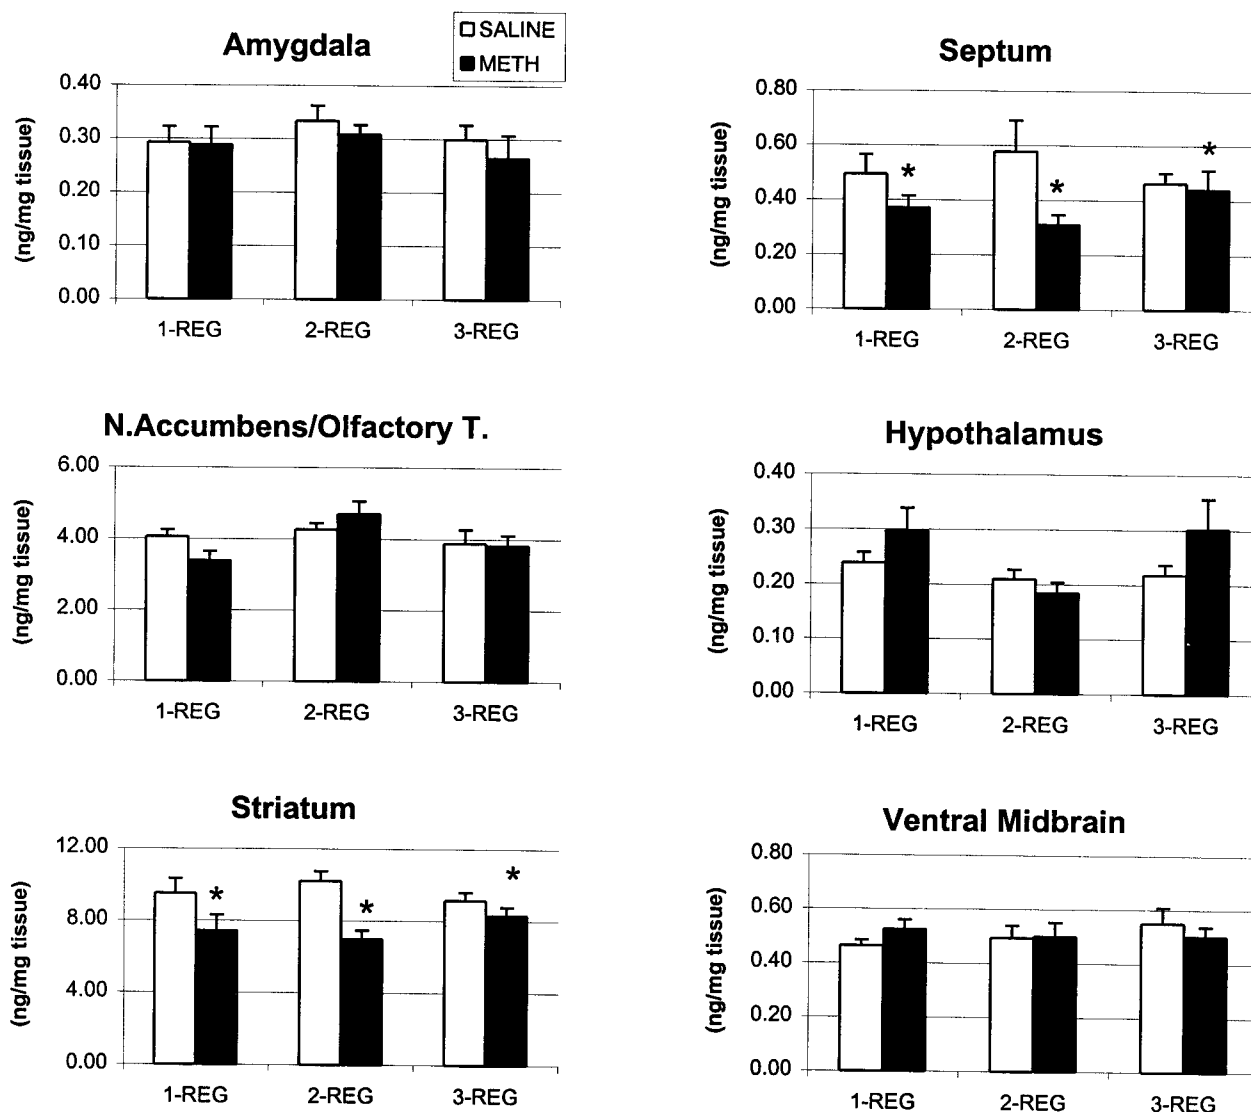 Amygdala
SALINE
METH
(ng/mg tissue)
0.40
0.30
0.20
0.10
0.00
1-REG 2-REG 3-REG
Septum
(ng/mg tissue)
0.80
0.60
0.40
0.20
0.00
* * *
1-REG 2-REG 3-REG
N.Accumbens/Olfactory T.
(ng/mg tissue)
6.00
4.00
2.00
0.00
1-REG 2-REG 3-REG
Hypothalamus
(ng/mg tissue)
0.40
0.30
0.20
0.10
0.00
1-REG 2-REG 3-REG
Striatum
(ng/mg tissue)
12.00
8.00
4.00
0.00
* * *
1-REG 2-REG 3-REG
Ventral Midbrain
(ng/mg tissue)
0.80
0.60
0.40
0.20
0.00
1-REG 2-REG 3-REG